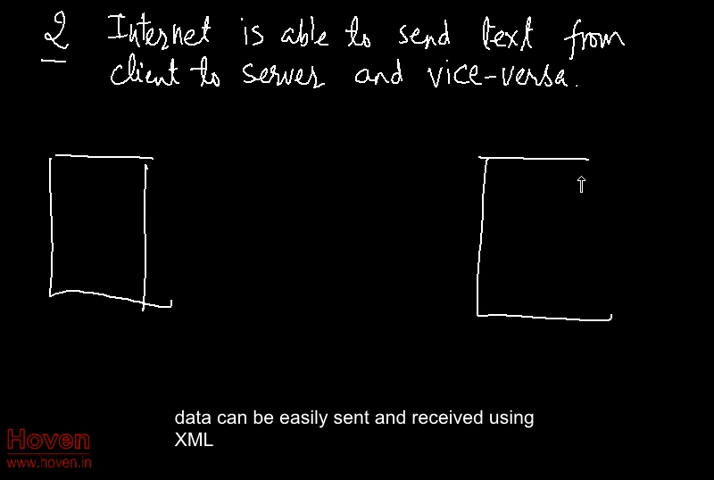 2 Internet is able to send text from
client to server and vice-versa.
data can be easily sent and received using
XML
Hoven
www.hoven.in